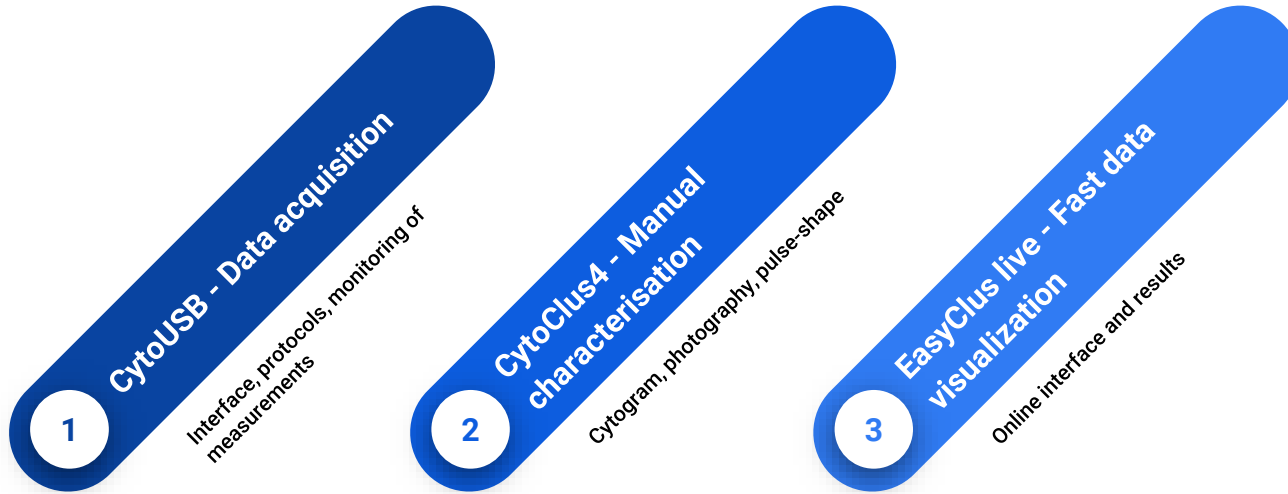 1
CytoUSB - Data acquisition
Interface, protocols, monitoring of
measurements
2
CytoClus4 - Manual
characterisation
Cytogram, photography, pulse-shape
3
EasyClus live - Fast data
visualization
Online interface and results